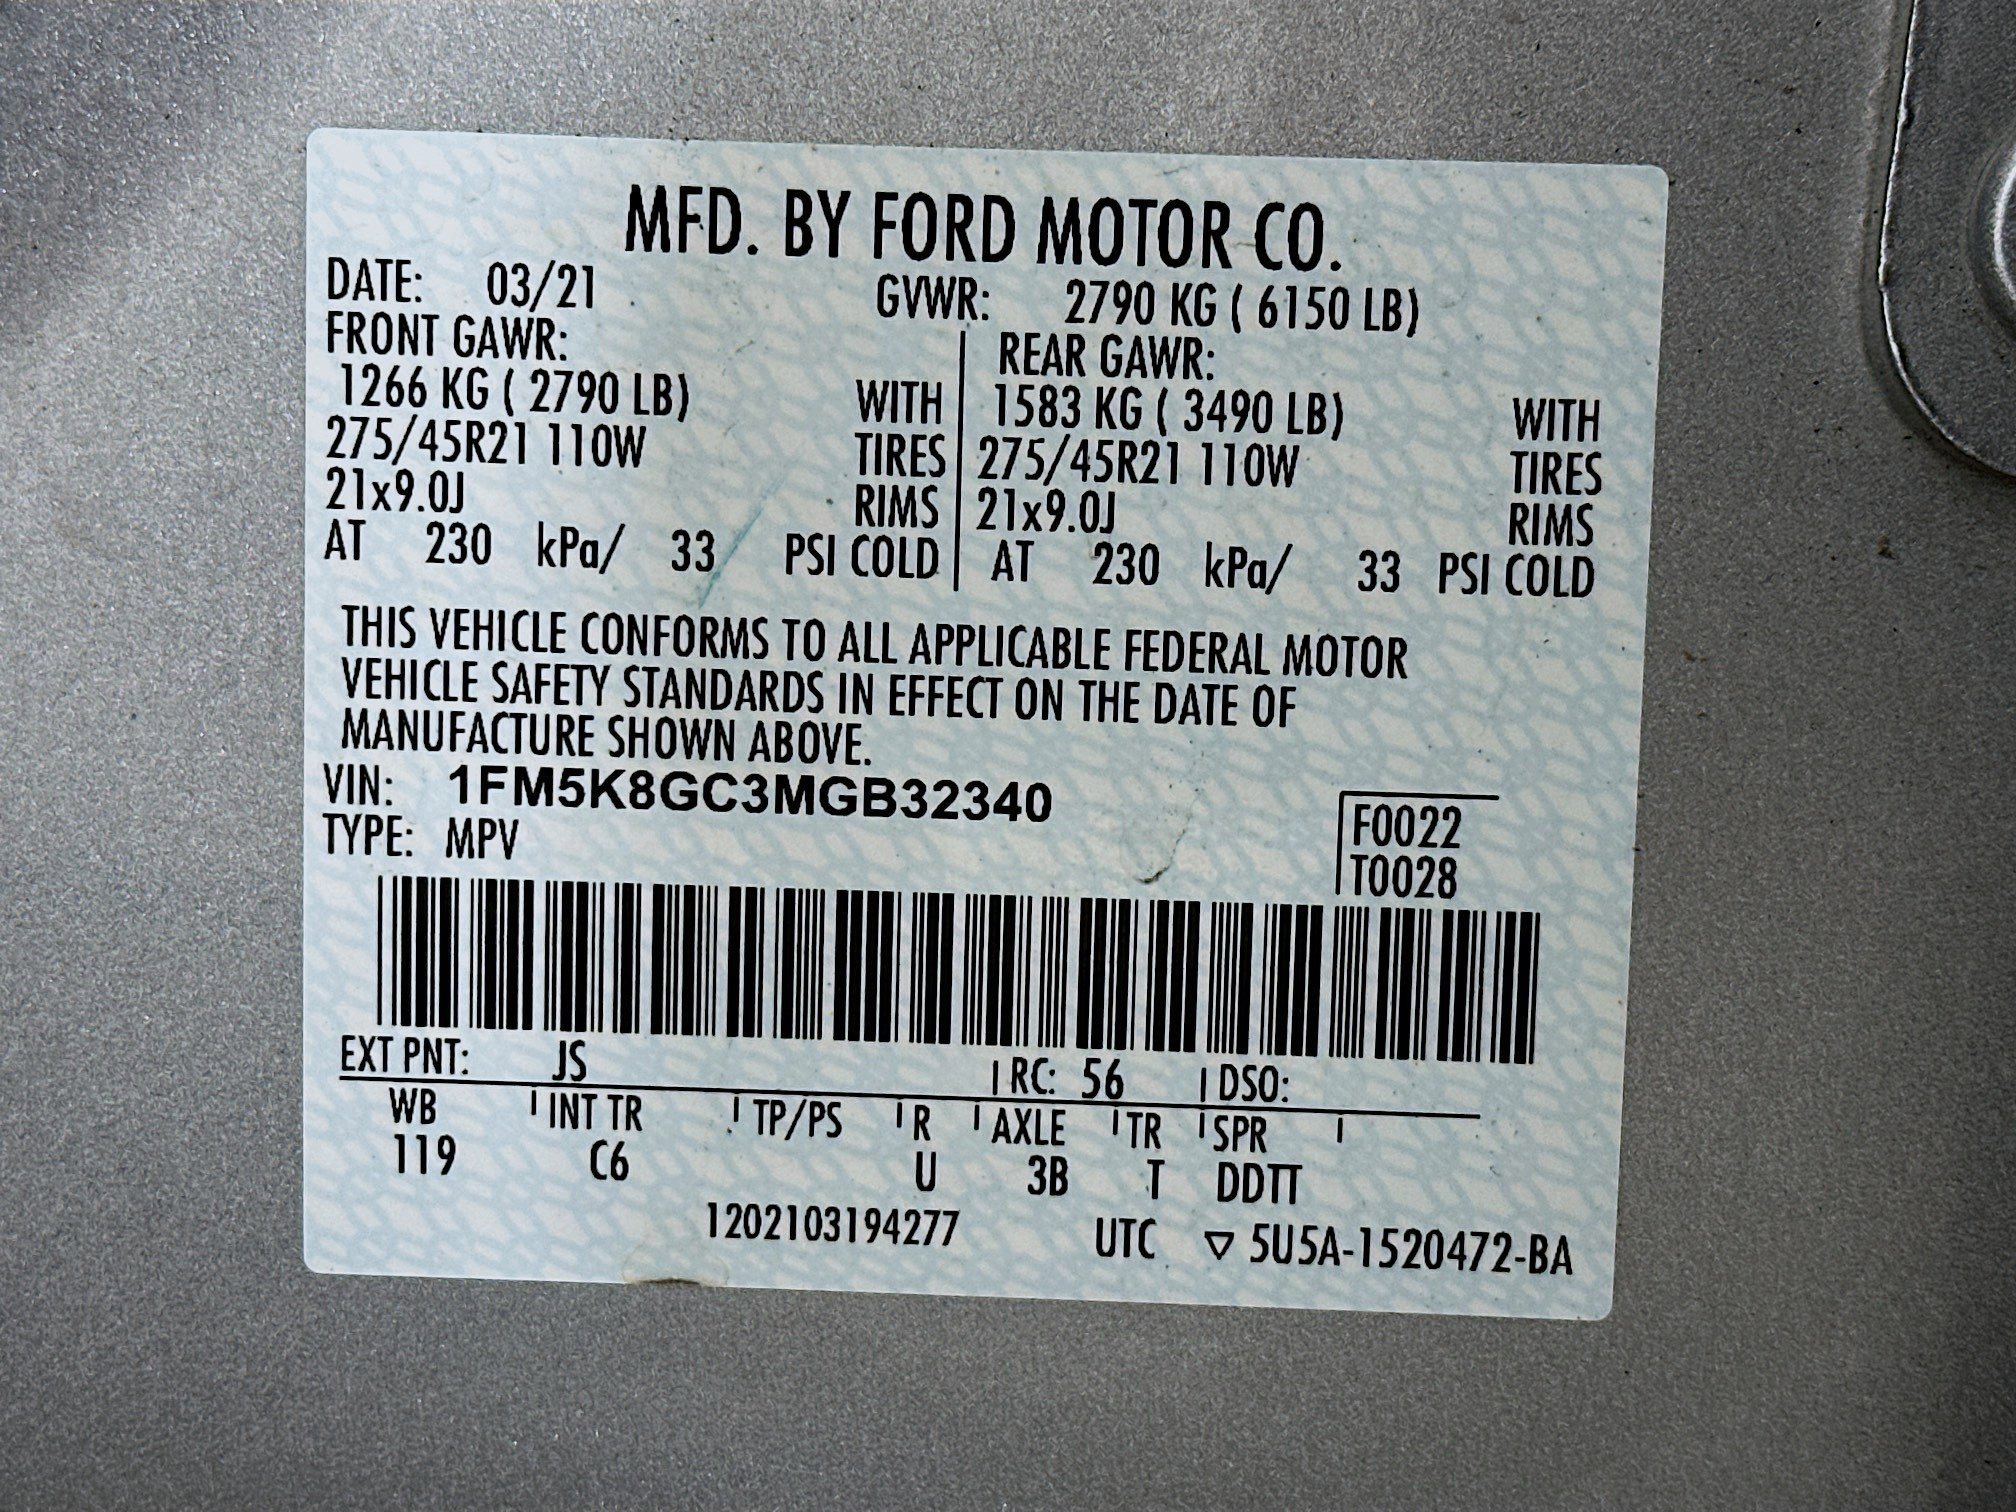 MFD. BY FORD MOTOR CO.
DATE: 03/21 GVWR: 2790 KG ( 6150 LB)
FRONT GAWR: REAR GAWR:
1266 KG ( 2790 LB) WITH 1583 KG ( 3490 LB) WITH
275/45R21 110W TIRES 275/45R21 110W TIRES
21x9.0J RIMS 21x9.0J RIMS
AT 230 kPa/ 33 PSI COLD AT 230 kPa/ 33 PSI COLD
THIS VEHICLE CONFORMS TO ALL APPLICABLE FEDERAL MOTOR
VEHICLE SAFETY STANDARDS IN EFFECT ON THE DATE OF
MANUFACTURE SHOWN ABOVE.
VIN: 1FM5K8GC3MGB32340
TYPE: MPV
F0022
T0028
EXT PNT: JS RC: 56 DSO:
WB INT TR TP/PS R AXLE TR SPR
119 C6 U 3B T DDTT
1202103194277 UTC ▽ 5U5A-1520472-BA